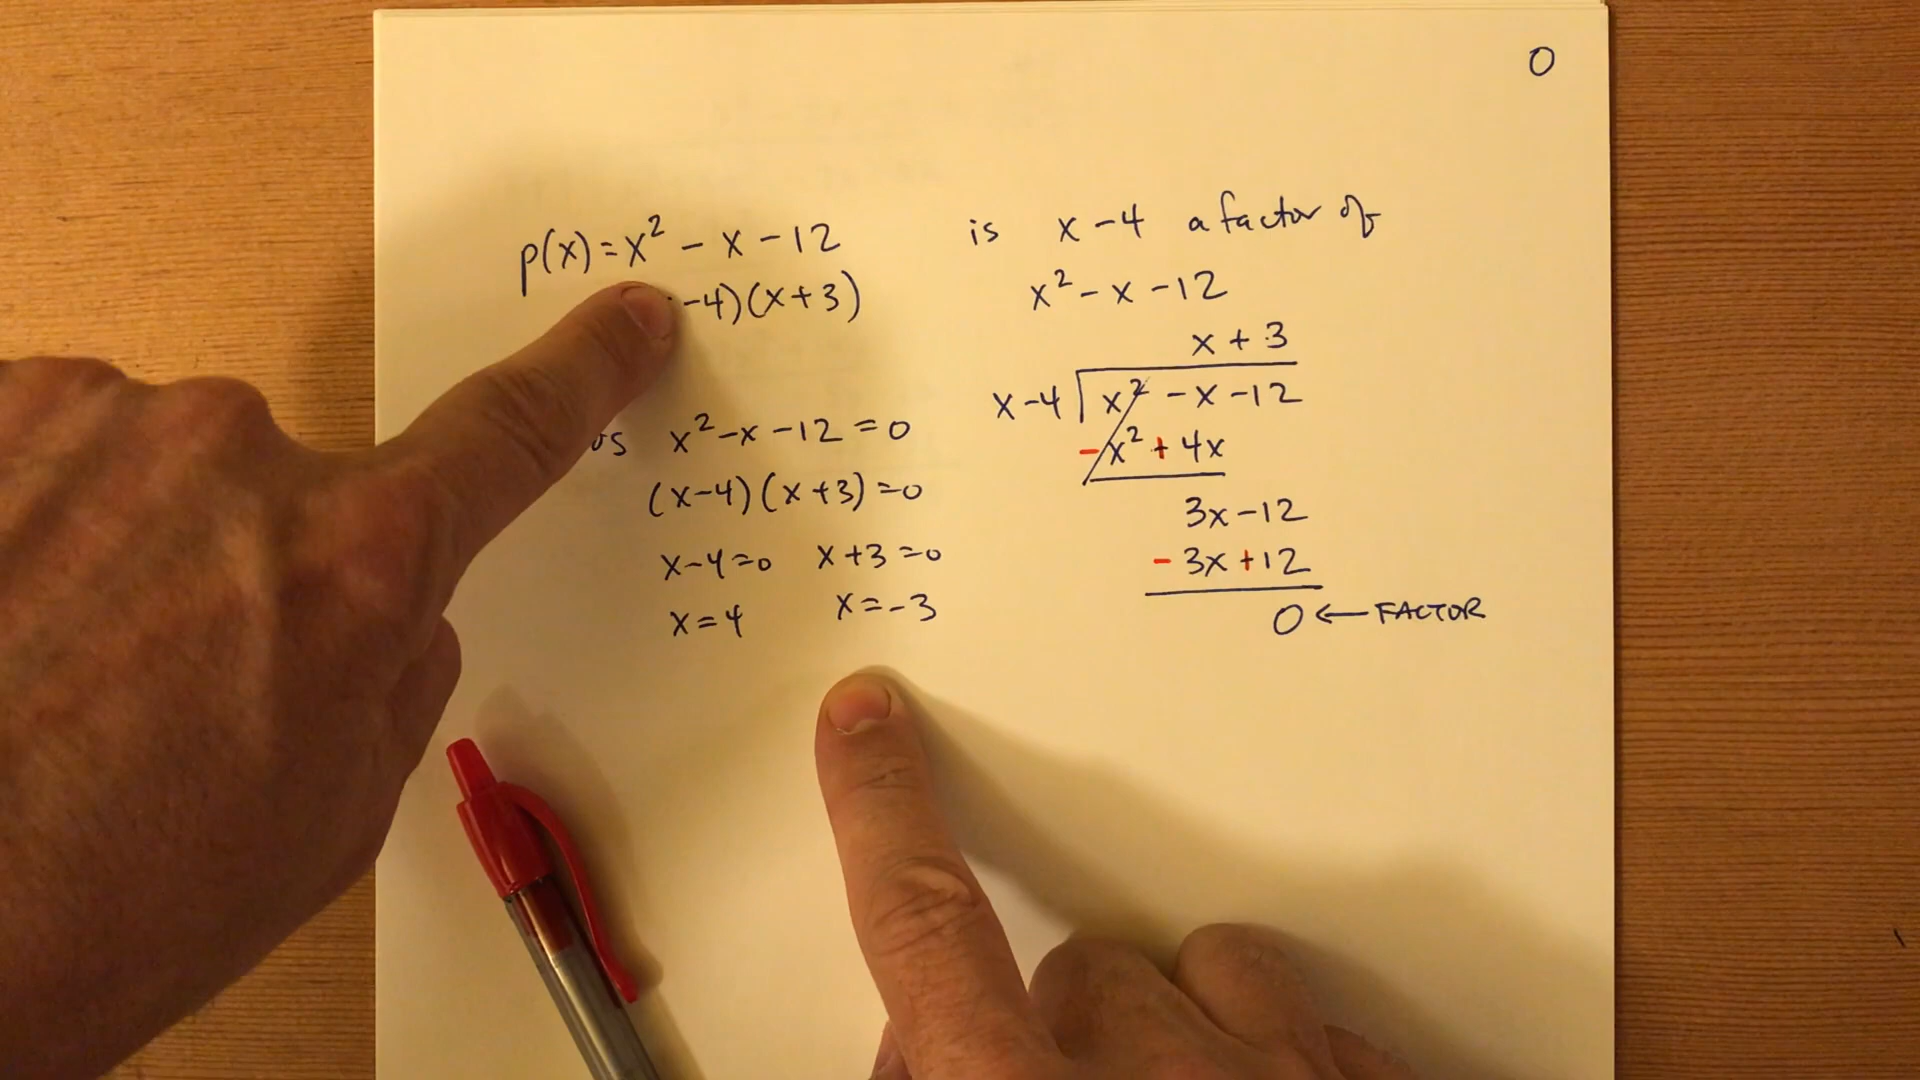 0
p(x)=x² - x - 12
-4)(x+3)
x²-x-12=0
(x-4)(x+3)=0
x-4=0 x+3=0
x=4 x=-3
is x-4 a factor of
x²-x-12
x+3
x-4 x²-x-12
-x²+4x
3x-12
-3x+12
0 ← FACTOR